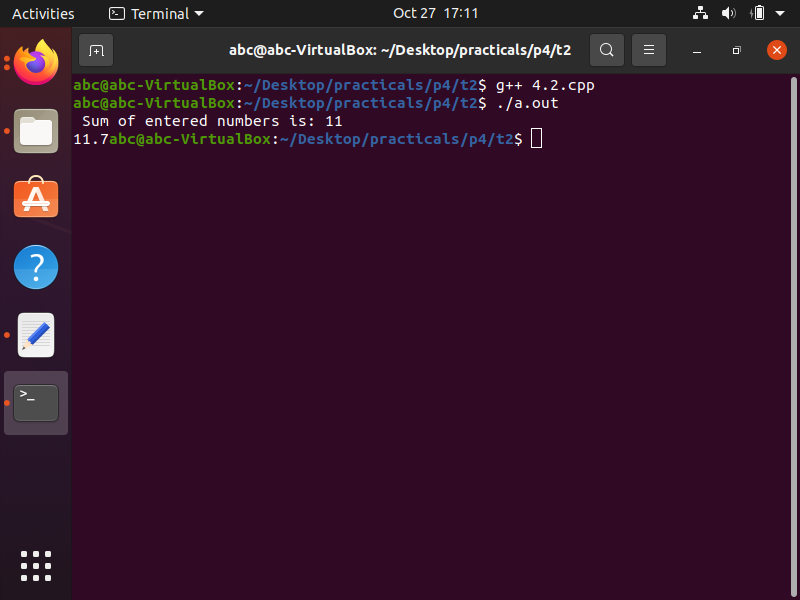 Activities Terminal Oct 27 17:11
abc@abc-VirtualBox: ~/Desktop/practicals/p4/t2
abc@abc-VirtualBox:~/Desktop/practicals/p4/t2$ g++ 4.2.cpp
abc@abc-VirtualBox:~/Desktop/practicals/p4/t2$ ./a.out
 Sum of entered numbers is: 11
11.7abc@abc-VirtualBox:~/Desktop/practicals/p4/t2$